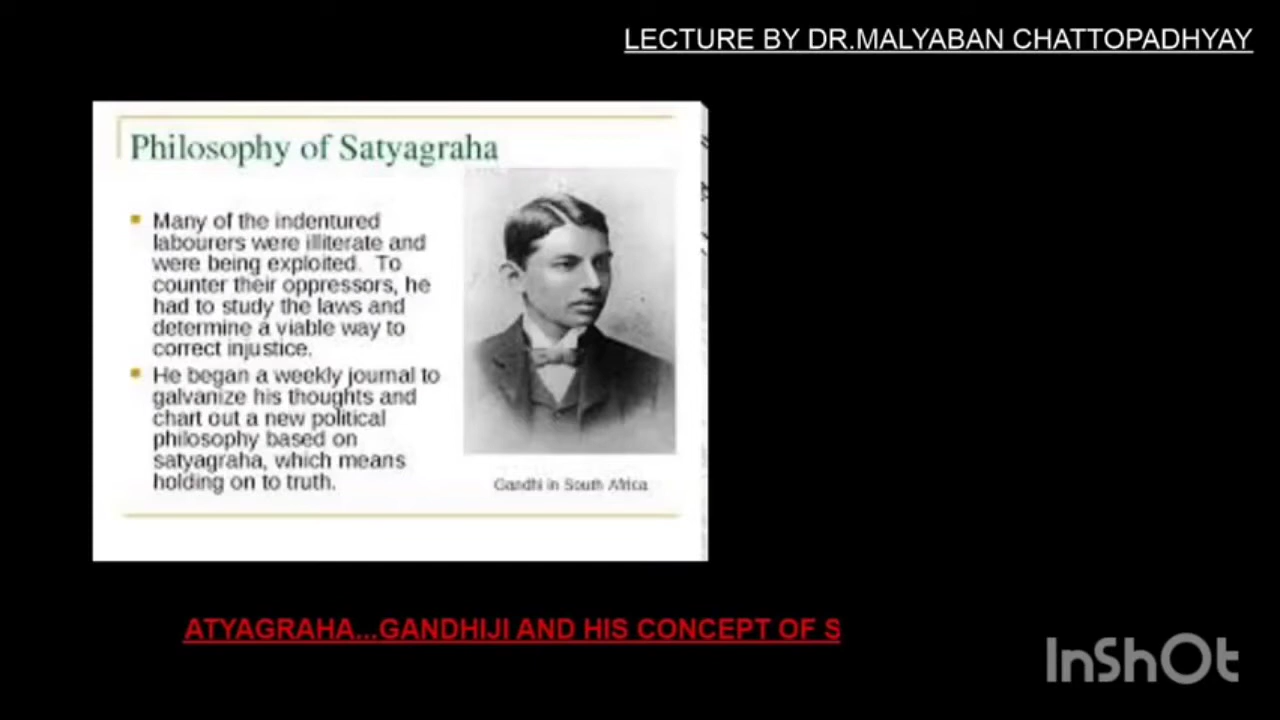 LECTURE BY DR.MALYABAN CHATTOPADHYAY
Philosophy of Satyagraha
Many of the indentured
labourers were illiterate and
were being exploited. To
counter their oppressors, he
had to study the laws and
determine a viable way to
correct injustice.
He began a weekly journal to
galvanize his thoughts and
chart out a new political
philosophy based on
satyagraha, which means
holding on to truth.
Gandhi in South Africa
ATYAGRAHA...GANDHIJI AND HIS CONCEPT OF S
InShOt